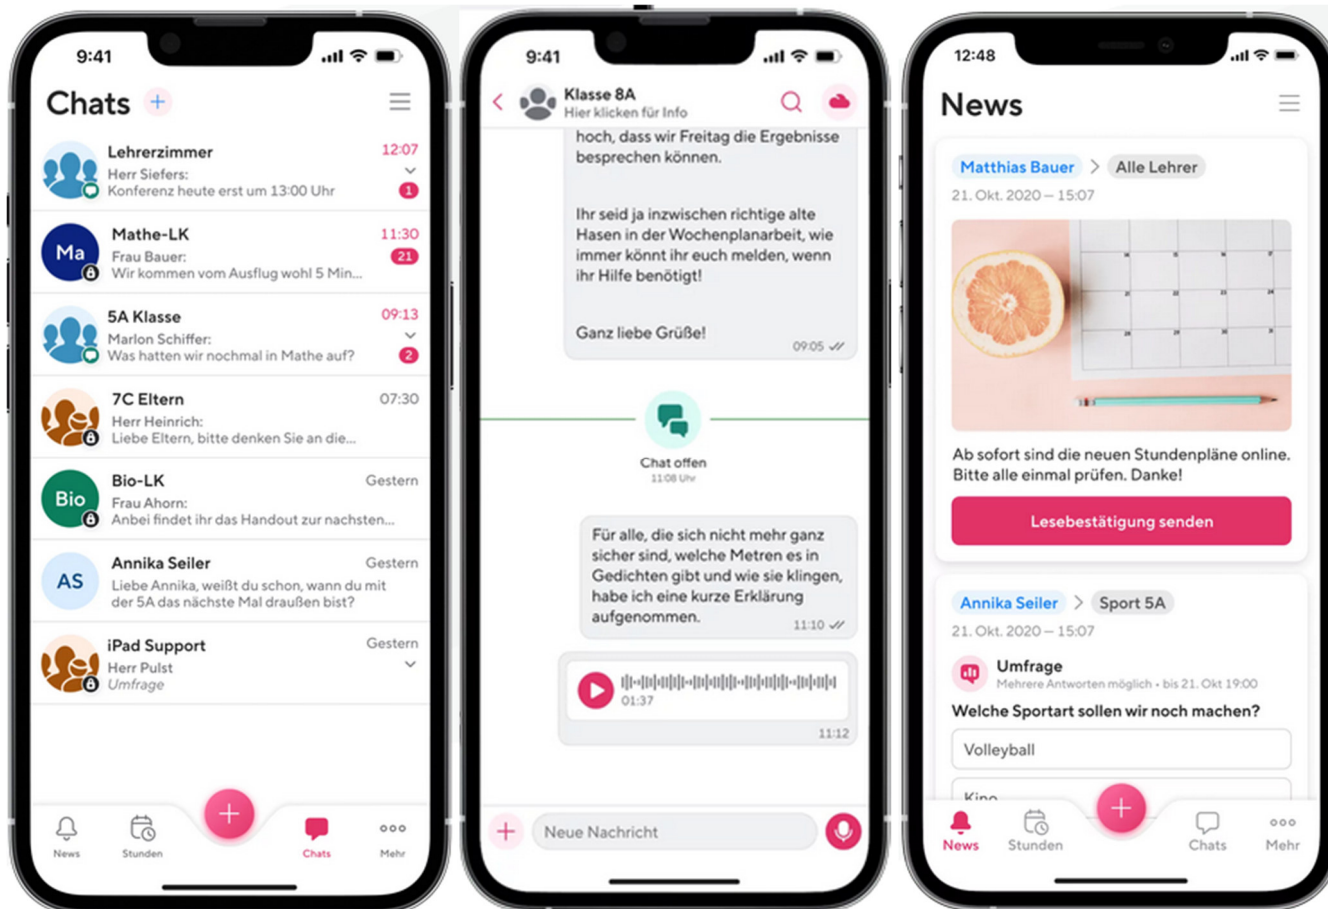 9:41
Chats +
Lehrerzimmer 12:07
Herr Siefers:
Konferenz heute erst um 13:00 Uhr 1
Ma
Mathe-LK 11:30
Frau Bauer: 21
Wir kommen vom Ausflug wohl 5 Min...
5A Klasse 09:13
Marlon Schiffer:
Was hatten wir nochmal in Mathe auf? 2
7C Eltern 07:30
Herr Heinrich:
Liebe Eltern, bitte denken Sie an die...
Bio
Bio-LK Gestern
Frau Ahorn:
Anbei findet ihr das Handout zur nachsten...
AS
Annika Seiler Gestern
Liebe Annika, weißt du schon, wann du mit
der 5A das nächste Mal draußen bist?
iPad Support Gestern
Herr Pulst
Umfrage
+
News Stunden Chats Mehr
9:41
Klasse 8A
Hier klicken für Info
hoch, dass wir Freitag die Ergebnisse
besprechen können.
Ihr seid ja inzwischen richtige alte
Hasen in der Wochenplanarbeit, wie
immer könnt ihr euch melden, wenn
ihr Hilfe benötigt!
Ganz liebe Grüße!
09:05
Chat offen
11:08 Uhr
Für alle, die sich nicht mehr ganz
sicher sind, welche Metren es in
Gedichten gibt und wie sie klingen,
habe ich eine kurze Erklärung
aufgenommen.
11:10
01:37
11:12
+ Neue Nachricht
12:48
News
Matthias Bauer > Alle Lehrer
21. Okt. 2020 – 15:07
Ab sofort sind die neuen Stundenpläne online.
Bitte alle einmal prüfen. Danke!
Lesebestätigung senden
Annika Seiler > Sport 5A
21. Okt. 2020 – 15:07
Umfrage
Mehrere Antworten möglich • bis 21. Okt 19:00
Welche Sportart sollen wir noch machen?
Volleyball
Kino
+
News Stunden Chats Mehr